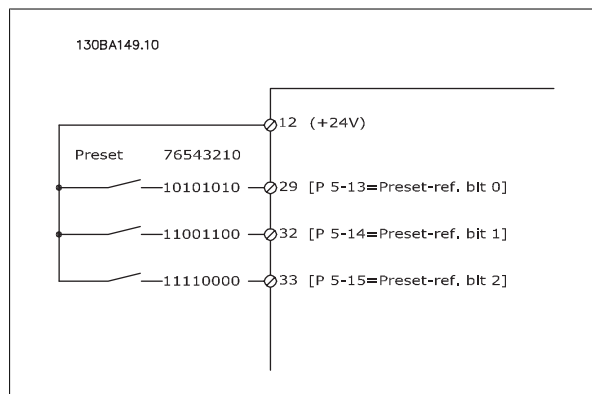 130BA149.10
12 (+24V)
Preset 76543210
10101010 29 [P 5-13=Preset-ref. bit 0]
11001100 32 [P 5-14=Preset-ref. bit 1]
11110000 33 [P 5-15=Preset-ref. bit 2]